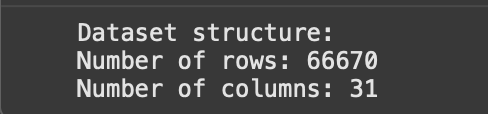 Dataset structure:
Number of rows: 66670
Number of columns: 31